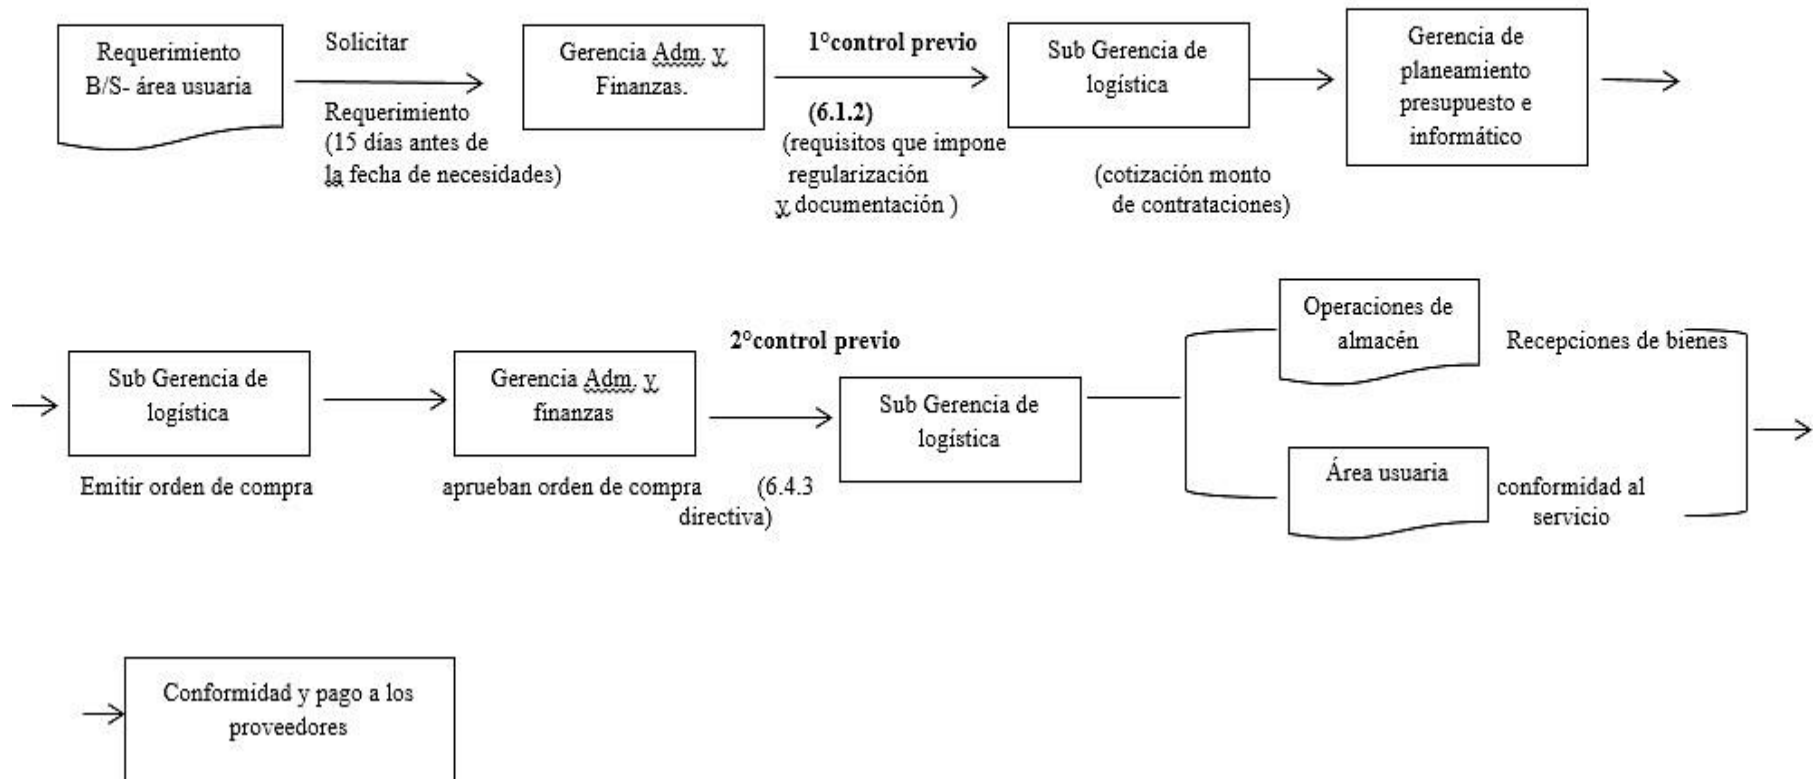 Requerimiento
B/S- área usuaria
Solicitar
Requerimiento
(15 días antes de
la fecha de necesidades)
Gerencia Adm. y
Finanzas.
1°control previo
(6.1.2)
(requisitos que impone
regularización
y documentación )
Sub Gerencia de
logística
(cotización monto
de contrataciones)
Gerencia de
planeamiento
presupuesto e
informático
Sub Gerencia de
logística
Emitir orden de compra
Gerencia Adm. y
finanzas
aprueban orden de compra
2°control previo
(6.4.3
directiva)
Sub Gerencia de
logística
Operaciones de
almacén
Recepciones de bienes
Área usuaria
conformidad al
servicio
Conformidad y pago a los
proveedores